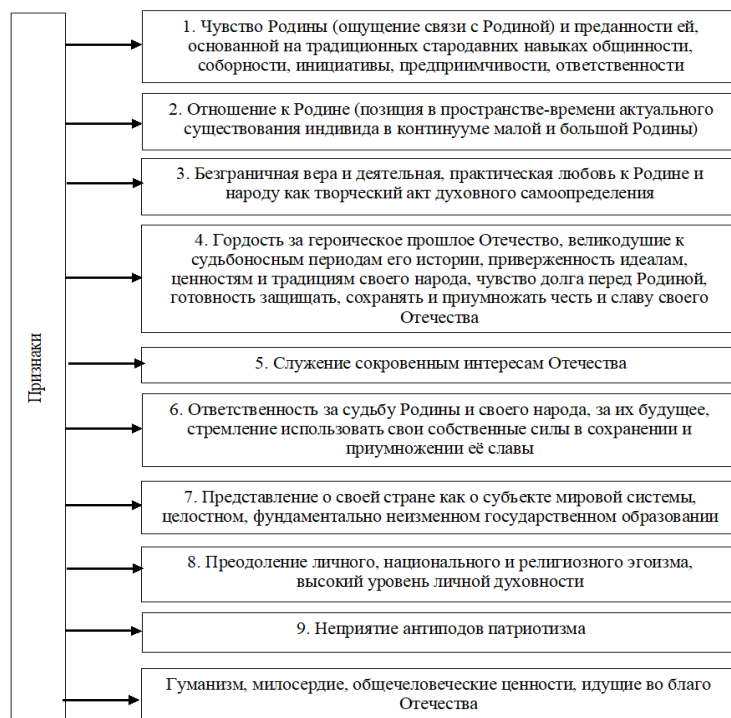 Признаки
1. Чувство Родины (ощущение связи с Родиной) и преданности ей,
основанной на традиционных стародавних навыках общинности,
соборности, инициативы, предприимчивости, ответственности
2. Отношение к Родине (позиция в пространстве-времени актуального
существования индивида в континууме малой и большой Родины)
3. Безграничная вера и деятельная, практическая любовь к Родине и
народу как творческий акт духовного самоопределения
4. Гордость за героическое прошлое Отечество, великодушие к
судьбоносным периодам его истории, приверженность идеалам,
ценностям и традициям своего народа, чувство долга перед Родиной,
готовность защищать, сохранять и приумножать честь и славу своего
Отечества
5. Служение сокровенным интересам Отечества
6. Ответственность за судьбу Родины и своего народа, за их будущее,
стремление использовать свои собственные силы в сохранении и
приумножении её славы
7. Представление о своей стране как о субъекте мировой системы,
целостном, фундаментально неизменном государственном образовании
8. Преодоление личного, национального и религиозного эгоизма,
высокий уровень личной духовности
9. Неприятие антиподов патриотизма
Гуманизм, милосердие, общечеловеческие ценности, идущие во благо
Отечества